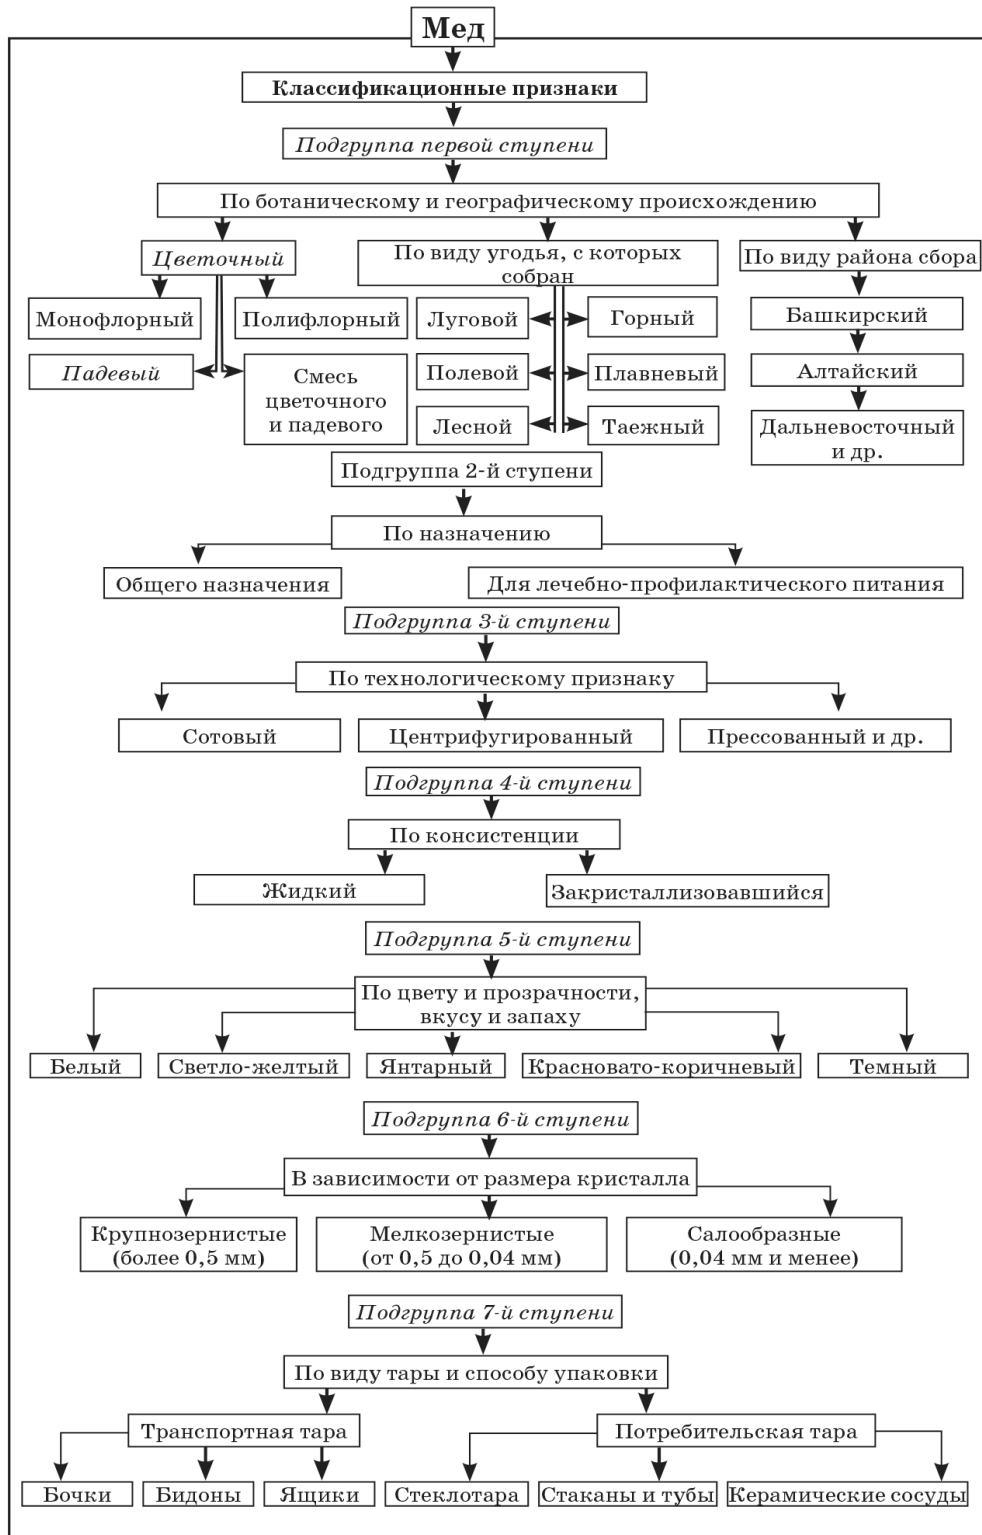 Мед
Классификационные признаки
Подгруппа первой ступени
По ботаническому и географическому происхождению
Цветочный
Монофлорный
Полифлорный
Падевый
Смесь
цветочного
и падевого
По виду угодья, с которых
собран
Луговой
Горный
Полевой
Плавневый
Лесной
Таежный
По виду района сбора
Башкирский
Алтайский
Дальневосточный
и др.
Подгруппа 2-й ступени
По назначению
Общего назначения
Для лечебно-профилактического питания
Подгруппа 3-й ступени
По технологическому признаку
Сотовый
Центрифугированный
Прессованный и др.
Подгруппа 4-й ступени
По консистенции
Жидкий
Закристаллизовавшийся
Подгруппа 5-й ступени
По цвету и прозрачности,
вкусу и запаху
Белый
Светло-желтый
Янтарный
Красновато-коричневый
Темный
Подгруппа 6-й ступени
В зависимости от размера кристалла
Крупнозернистые
(более 0,5 мм)
Мелкозернистые
(от 0,5 до 0,04 мм)
Салообразные
(0,04 мм и менее)
Подгруппа 7-й ступени
По виду тары и способу упаковки
Транспортная тара
Бочки
Бидоны
Ящики
Потребительская тара
Стеклотара
Стаканы и тубы
Керамические сосуды